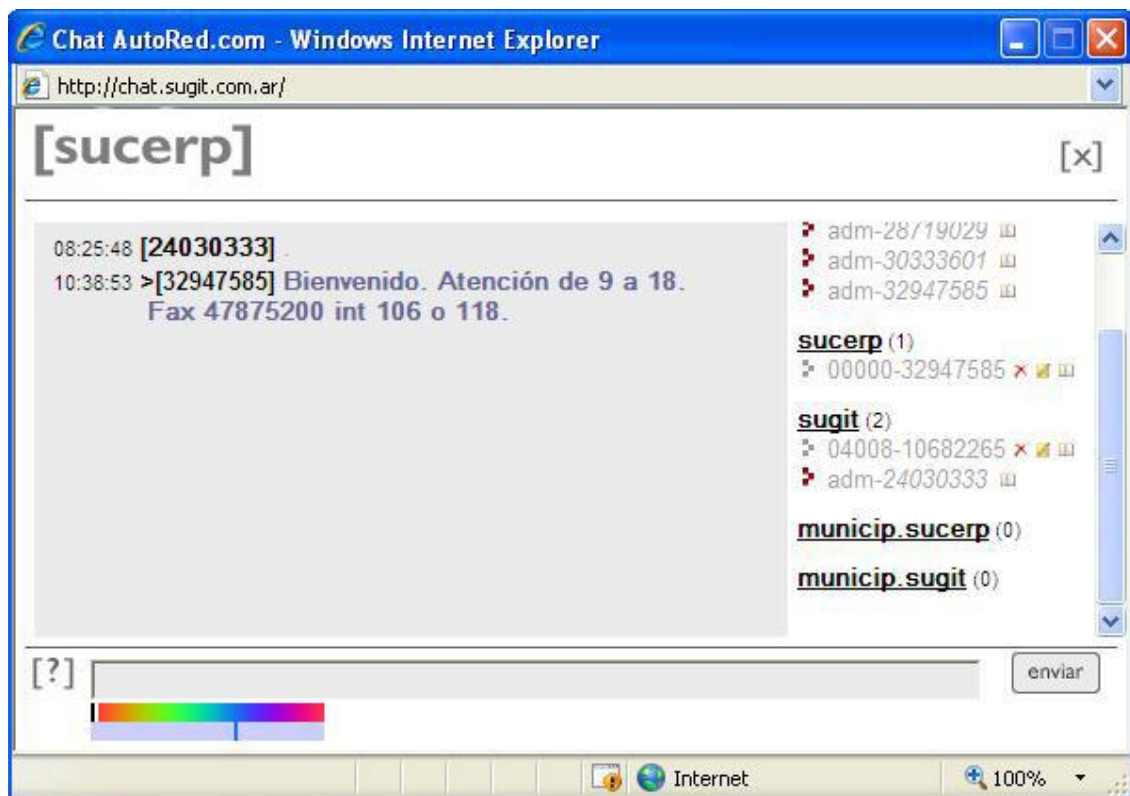 Chat AutoRed.com - Windows Internet Explorer
http://chat.sugit.com.ar/
[sucerp]
[x]
08:25:48 [24030333] .
10:38:53 >[32947585] Bienvenido. Atención de 9 a 18.
Fax 47875200 int 106 o 118.
adm-28719029
adm-30333601
adm-32947585
sucerp (1)
00000-32947585
sugit (2)
04008-10682265
adm-24030333
municip.sucerp (0)
municip.sugit (0)
[?]
enviar
Internet
100%